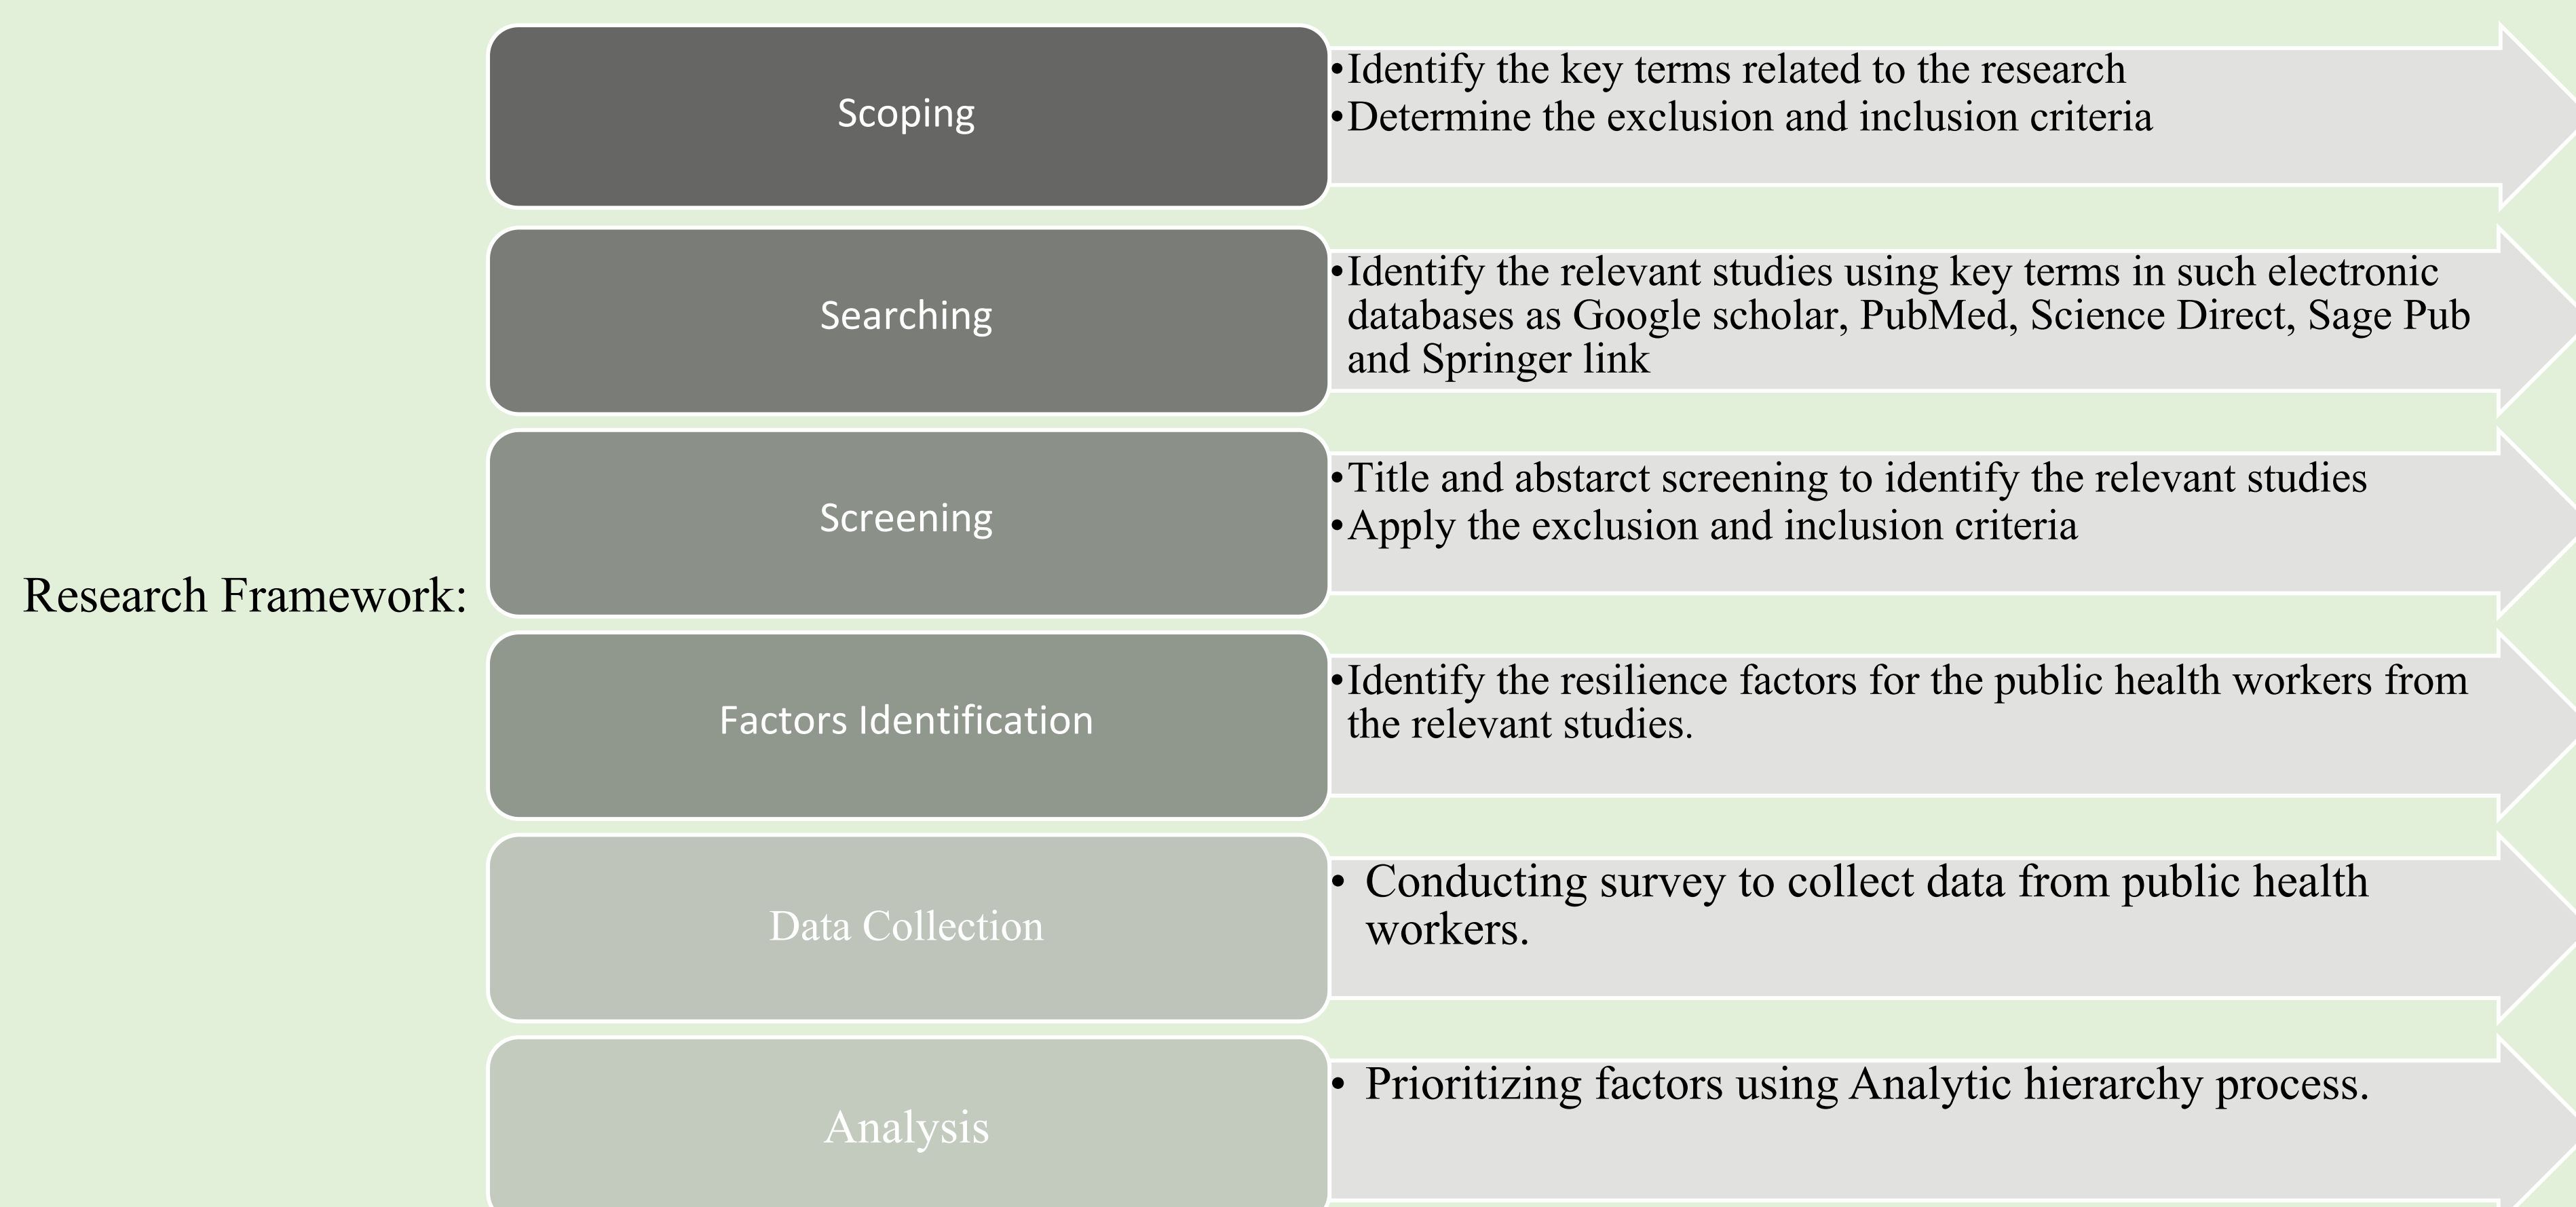 Research Framework:
Scoping
•Identify the key terms related to the research
•Determine the exclusion and inclusion criteria
Searching
•Identify the relevant studies using key terms in such electronic
databases as Google scholar, PubMed, Science Direct, Sage Pub
and Springer link
Screening
•Title and abstarct screening to identify the relevant studies
•Apply the exclusion and inclusion criteria
Factors Identification
•Identify the resilience factors for the public health workers from
the relevant studies.
Data Collection
• Conducting survey to collect data from public health
workers.
Analysis
• Prioritizing factors using Analytic hierarchy process.